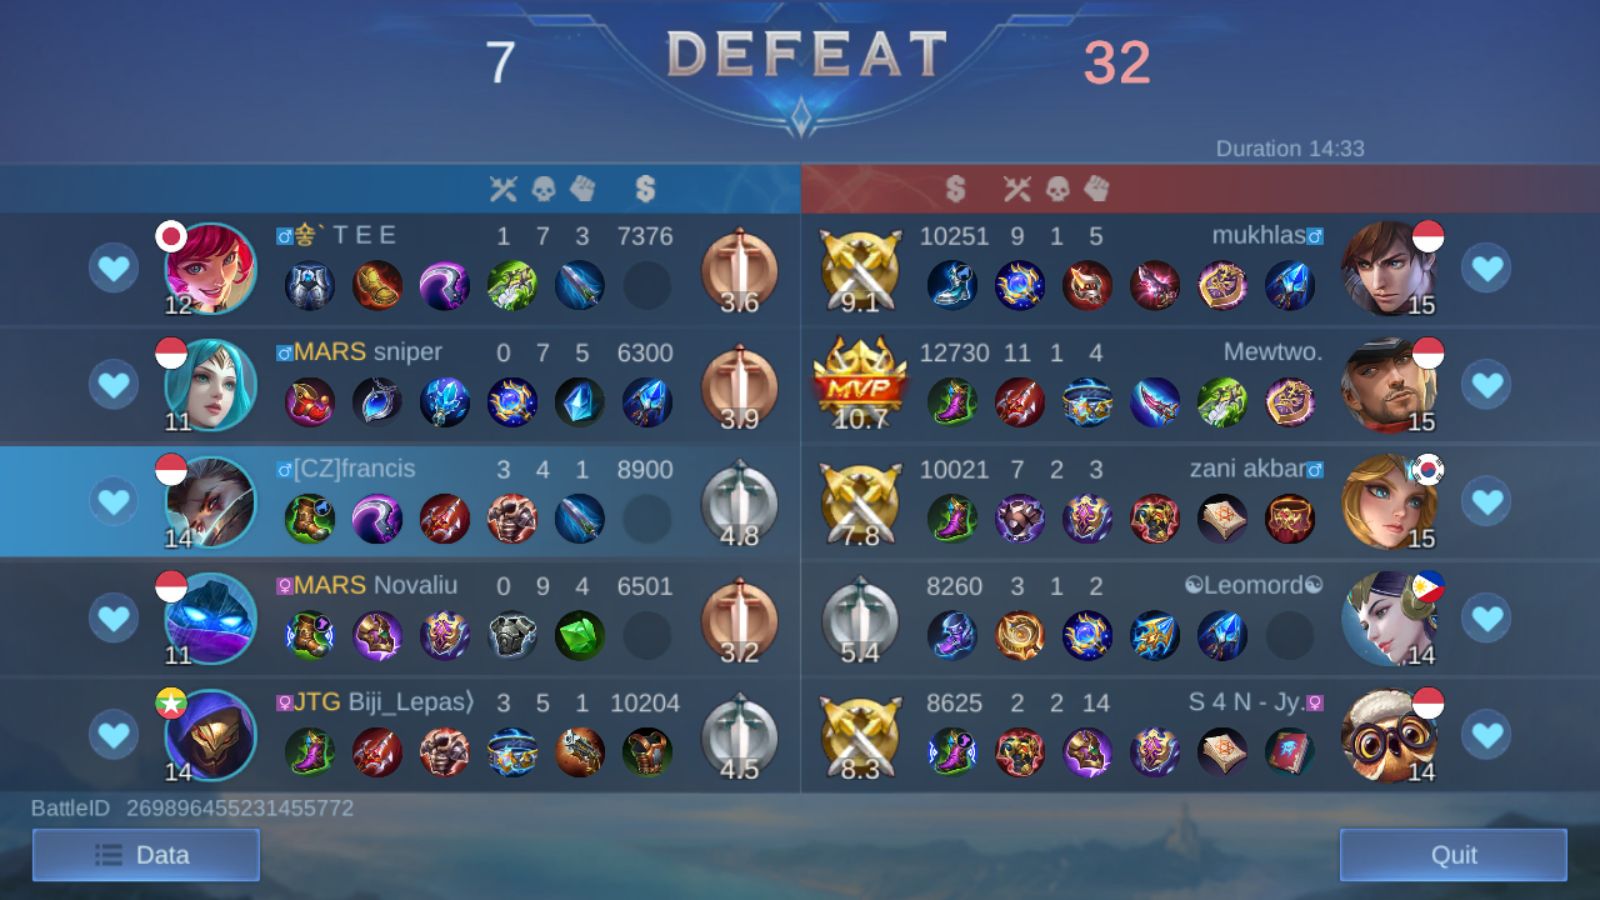 7 DEFEAT 32
Duration 14:33
T E E 1 7 3 7376
12 3.6
10251 9 1 5 mukhlas
9.1 15
MARS sniper 0 7 5 6300
11 3.9
12730 11 1 4 Mewtwo.
MVP
10.7 15
[CZ]francis 3 4 1 8900
14 4.8
10021 7 2 3 zani akbar
7.8 15
MARS Novaliu 0 9 4 6501
11 3.2
8260 3 1 2 ☯Leomord☯
5.4 14
JTG Biji_Lepas⟩ 3 5 1 10204
14 4.5
8625 2 2 14 S 4 N - Jy.
8.3 14
BattleID 269896455231455772
Data
Quit